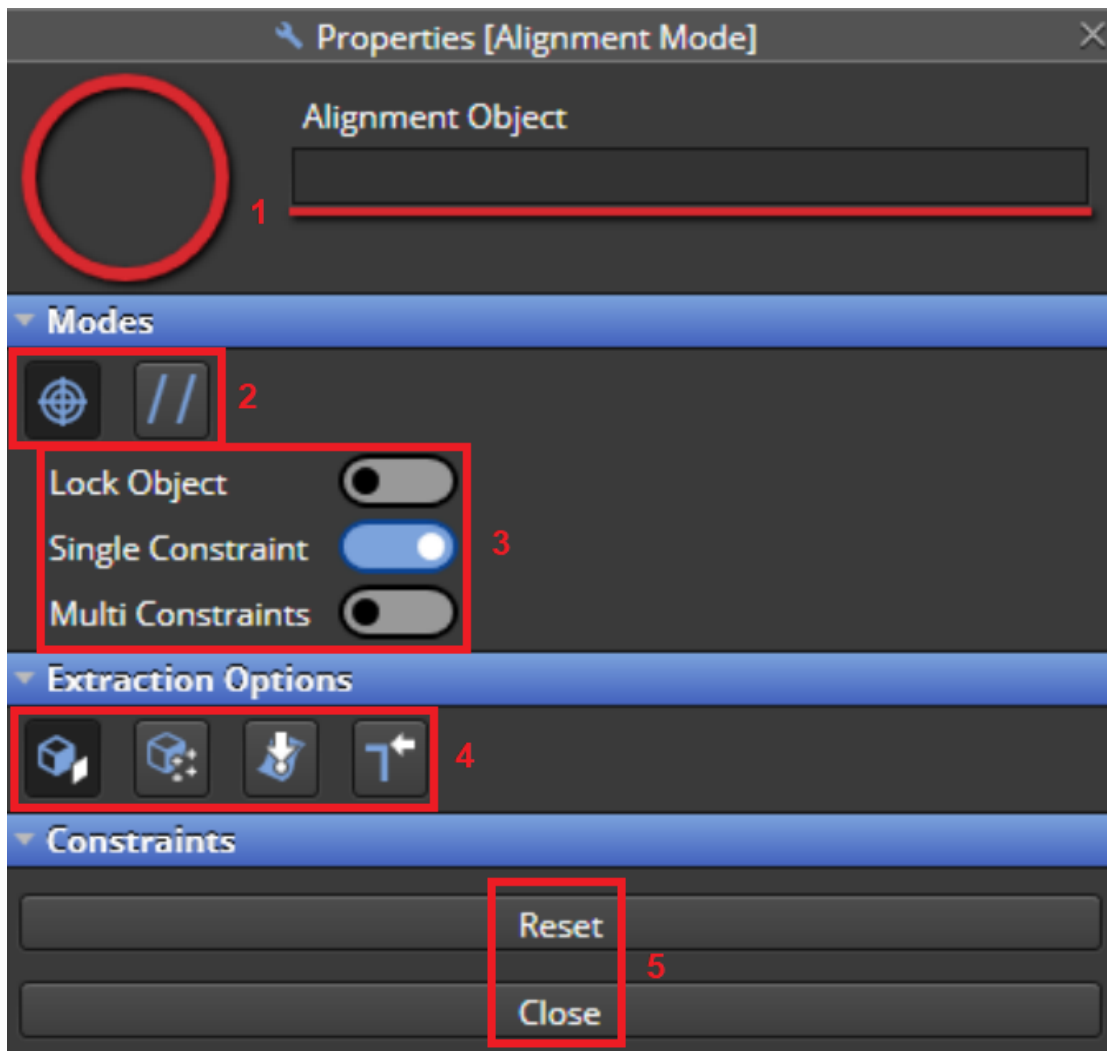 Properties [Alignment Mode]
Alignment Object
1
Modes
2
Lock Object
Single Constraint
3
Multi Constraints
Extraction Options
4
Constraints
Reset
5
Close